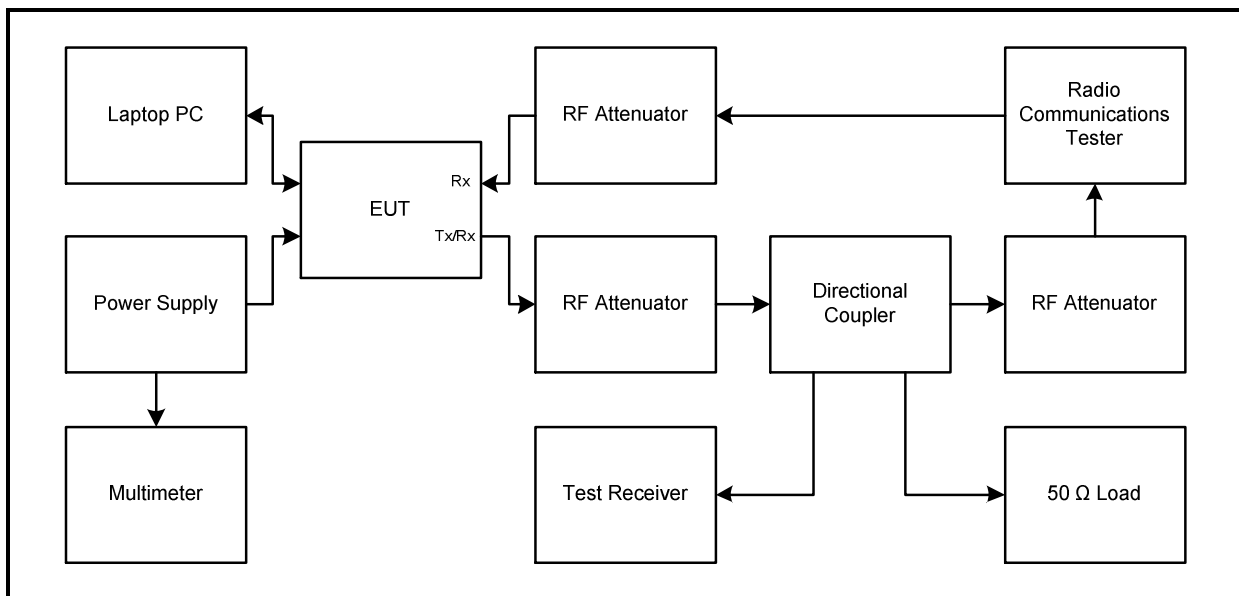 Laptop PC
RF Attenuator
Radio
Communications
Tester
EUT
Rx
Tx/Rx
Power Supply
RF Attenuator
Directional
Coupler
RF Attenuator
Multimeter
Test Receiver
50 Ω Load